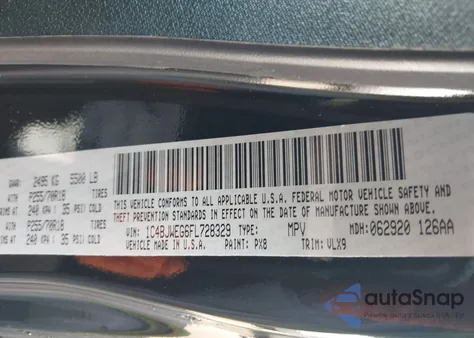 GVWR: 2495 KG 5500 LB
TIRES
P255/70R18
240 KPA / 35 PSI COLD
TIRES
P255/70R18
240 KPA / 35 PSI COLD
THIS VEHICLE CONFORMS TO ALL APPLICABLE U.S.A. FEDERAL MOTOR VEHICLE SAFETY AND
THEFT PREVENTION STANDARDS IN EFFECT ON THE DATE OF MANUFACTURE SHOWN ABOVE.
VIN: 1C4BJWEG6FL728329 TYPE: MPV MDH: 062920 126AA
MADE IN U.S.A. PAINT: PX8 TRIM: VLX9
autoSnap